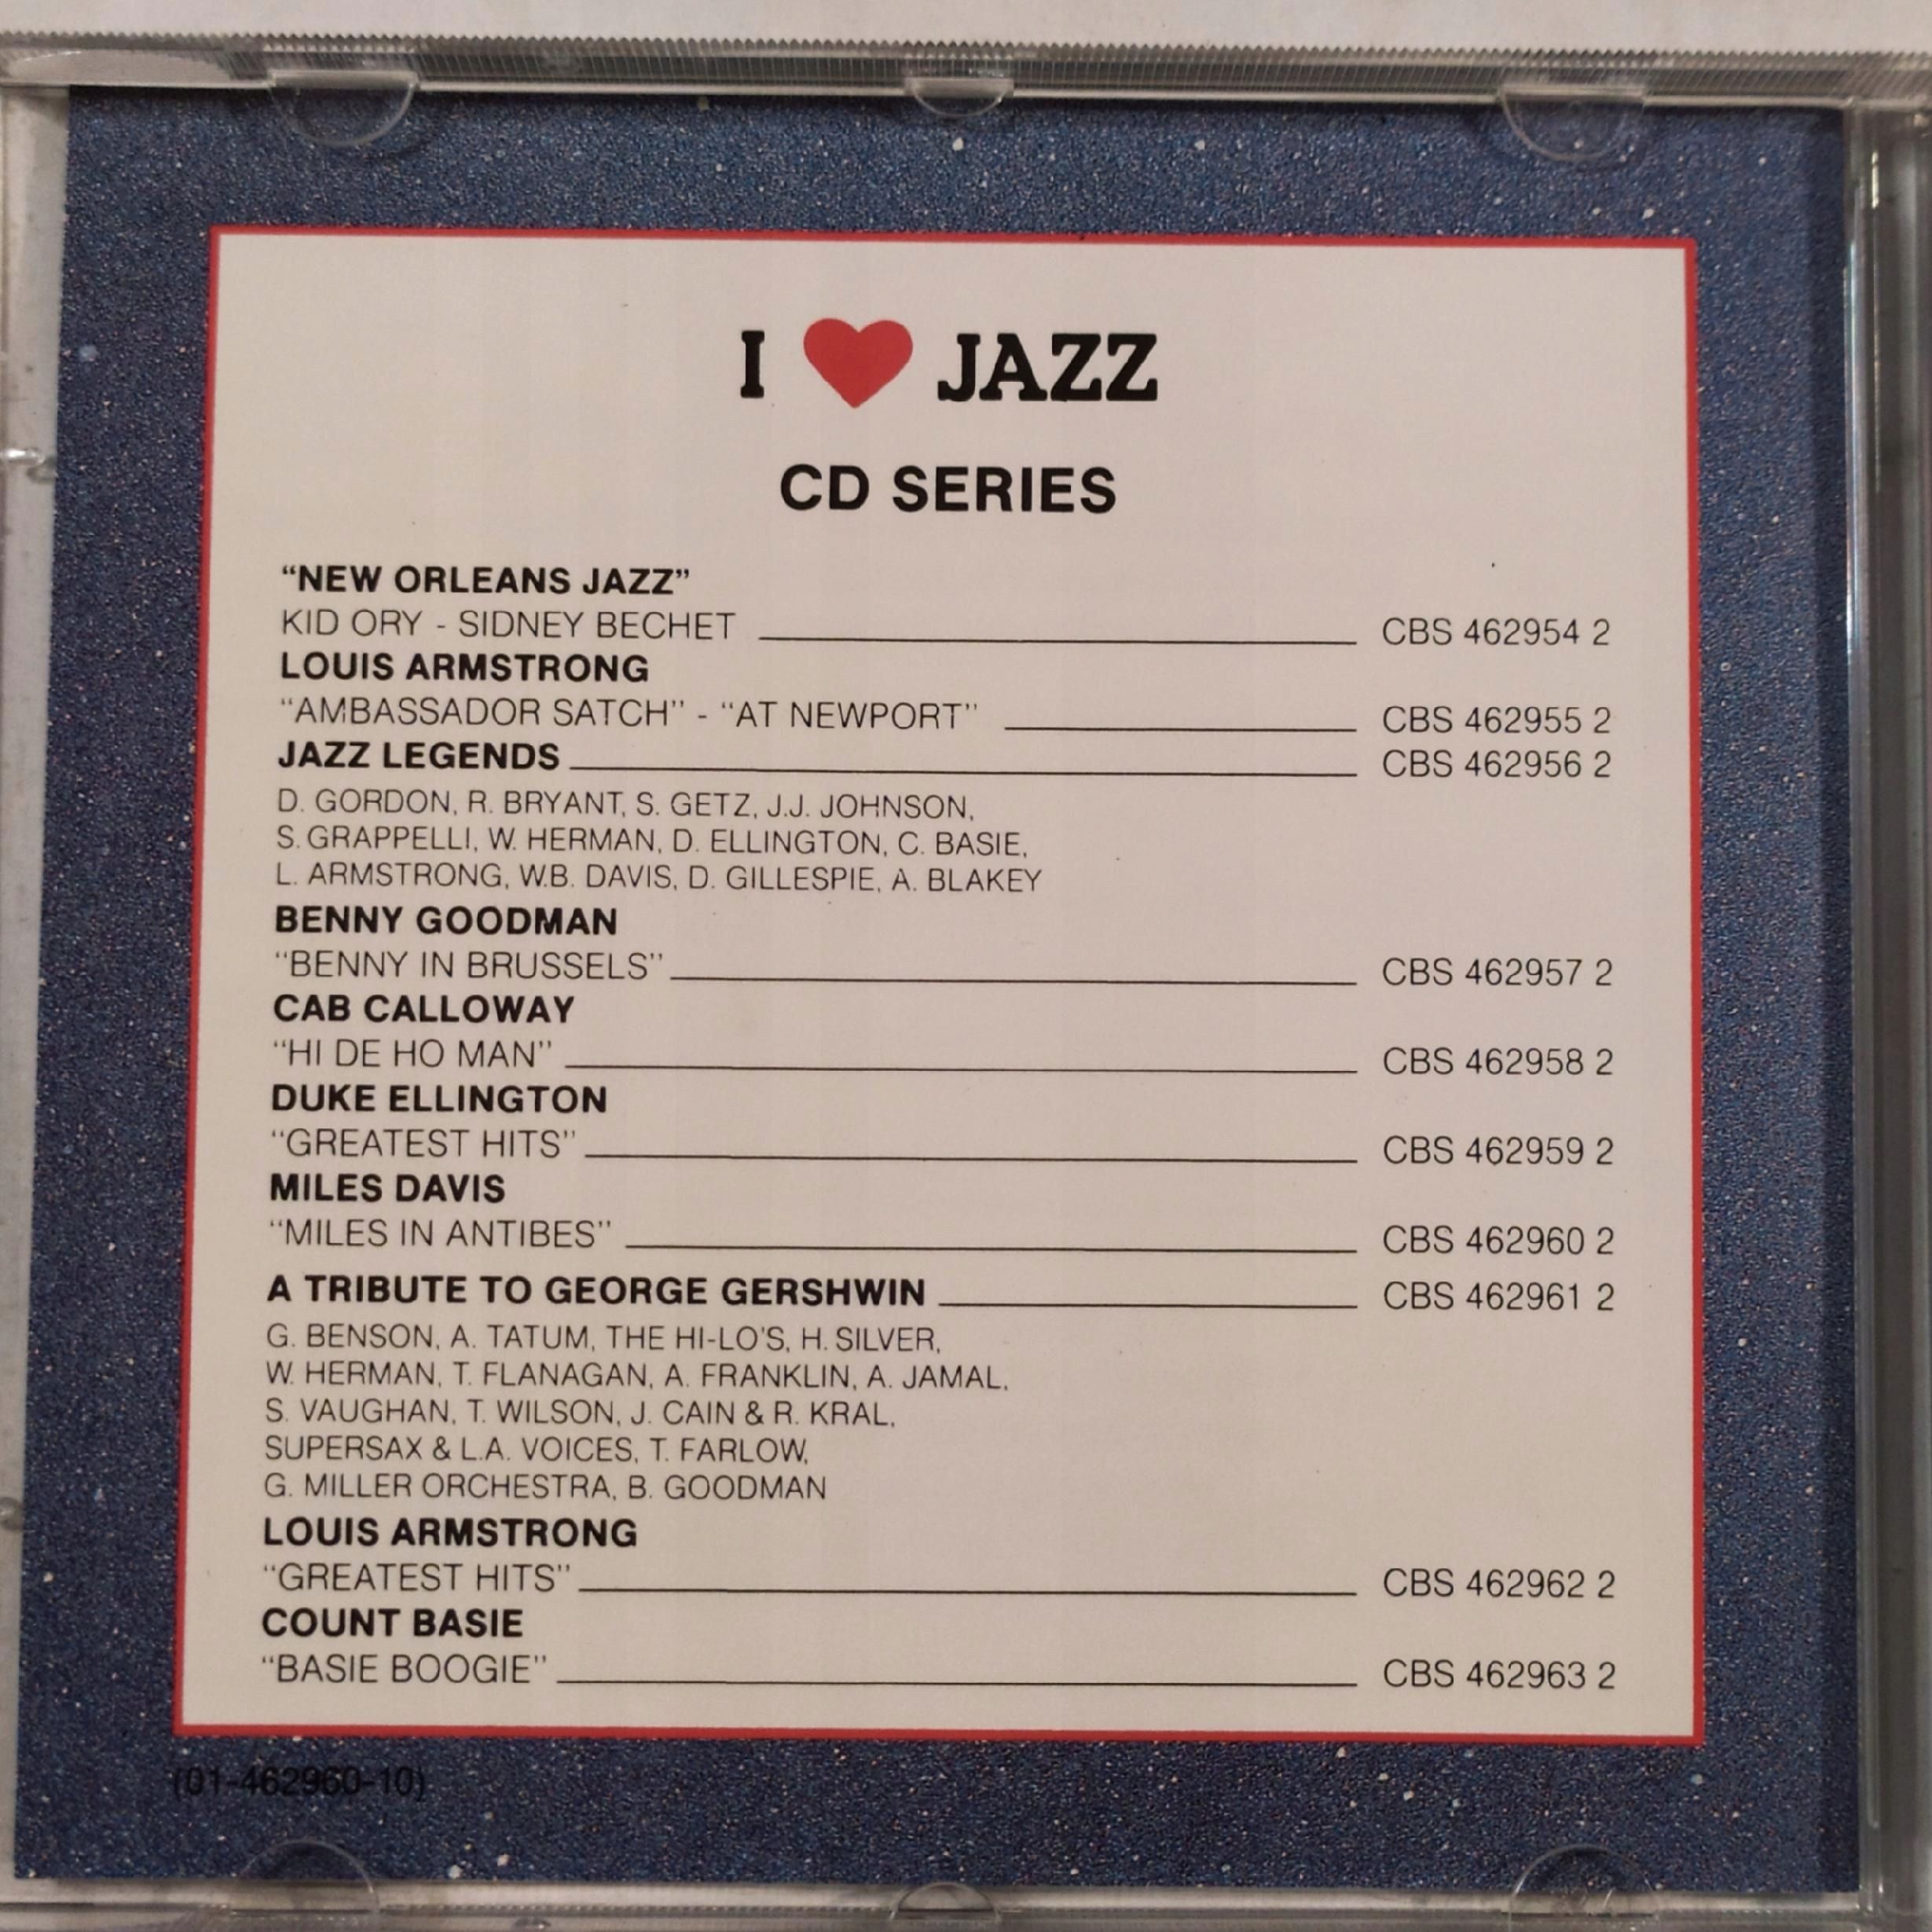 I ❤ JAZZ
CD SERIES
“NEW ORLEANS JAZZ”
KID ORY - SIDNEY BECHET CBS 462954 2
LOUIS ARMSTRONG
“AMBASSADOR SATCH” - “AT NEWPORT” CBS 462955 2
JAZZ LEGENDS CBS 462956 2
D. GORDON, R. BRYANT, S. GETZ, J.J. JOHNSON,
S. GRAPPELLI, W. HERMAN, D. ELLINGTON, C. BASIE,
L. ARMSTRONG, W.B. DAVIS, D. GILLESPIE, A. BLAKEY
BENNY GOODMAN
“BENNY IN BRUSSELS” CBS 462957 2
CAB CALLOWAY
“HI DE HO MAN” CBS 462958 2
DUKE ELLINGTON
“GREATEST HITS” CBS 462959 2
MILES DAVIS
“MILES IN ANTIBES” CBS 462960 2
A TRIBUTE TO GEORGE GERSHWIN CBS 462961 2
G. BENSON, A. TATUM, THE HI-LO'S, H. SILVER,
W. HERMAN, T. FLANAGAN, A. FRANKLIN, A. JAMAL,
S. VAUGHAN, T. WILSON, J. CAIN & R. KRAL,
SUPERSAX & L.A. VOICES, T. FARLOW,
G. MILLER ORCHESTRA, B. GOODMAN
LOUIS ARMSTRONG
“GREATEST HITS” CBS 462962 2
COUNT BASIE
“BASIE BOOGIE” CBS 462963 2
(01-462960-10)